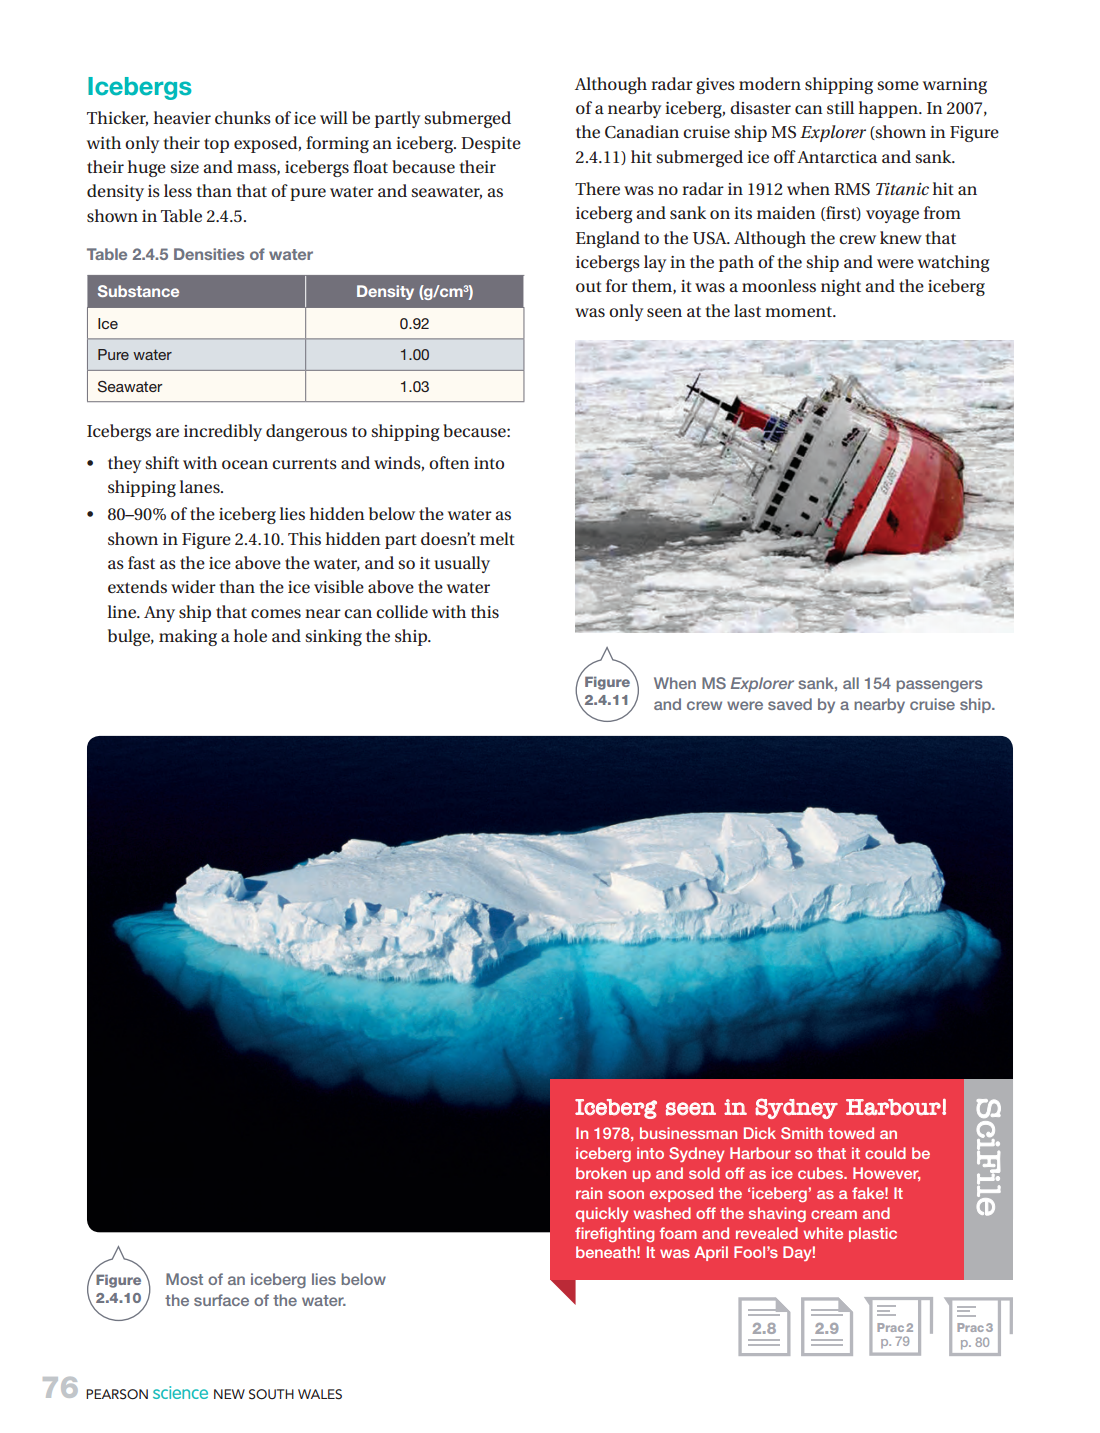 Icebergs
Thicker, heavier chunks of ice will be partly submerged
with only their top exposed, forming an iceberg. Despite
their huge size and mass, icebergs float because their
density is less than that of pure water and seawater, as
shown in Table 2.4.5.
Table 2.4.5 Densities of water
Substance Density (g/cm³)
Ice 0.92
Pure water 1.00
Seawater 1.03
Icebergs are incredibly dangerous to shipping because:
• they shift with ocean currents and winds, often into
shipping lanes.
• 80–90% of the iceberg lies hidden below the water as
shown in Figure 2.4.10. This hidden part doesn't melt
as fast as the ice above the water, and so it usually
extends wider than the ice visible above the water
line. Any ship that comes near can collide with this
bulge, making a hole and sinking the ship.
Although radar gives modern shipping some warning
of a nearby iceberg, disaster can still happen. In 2007,
the Canadian cruise ship MS Explorer (shown in Figure
2.4.11) hit submerged ice off Antarctica and sank.
There was no radar in 1912 when RMS Titanic hit an
iceberg and sank on its maiden (first) voyage from
England to the USA. Although the crew knew that
icebergs lay in the path of the ship and were watching
out for them, it was a moonless night and the iceberg
was only seen at the last moment.
EXPLORER
Figure
2.4.11
When MS Explorer sank, all 154 passengers
and crew were saved by a nearby cruise ship.
Iceberg seen in Sydney Harbour!
In 1978, businessman Dick Smith towed an
iceberg into Sydney Harbour so that it could be
broken up and sold off as ice cubes. However,
rain soon exposed the 'iceberg' as a fake! It
quickly washed off the shaving cream and
firefighting foam and revealed white plastic
beneath! It was April Fool's Day!
SciFile
Figure
2.4.10
Most of an iceberg lies below
the surface of the water.
2.8
2.9
Prac 2
p. 79
Prac 3
p. 80
76 PEARSON science NEW SOUTH WALES